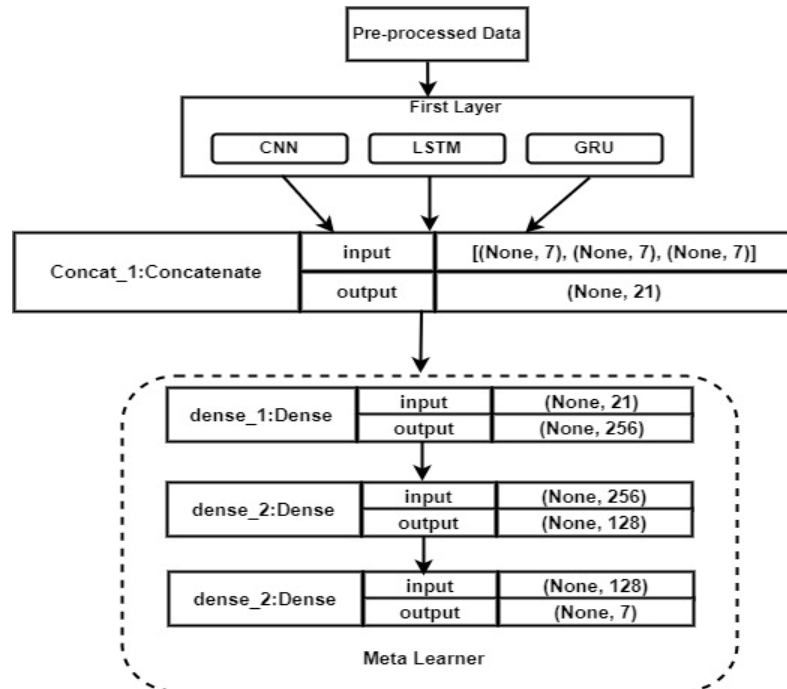 Pre-processed Data
First Layer
CNN LSTM GRU
Concat_1:Concatenate
input [(None, 7), (None, 7), (None, 7)]
output (None, 21)
dense_1:Dense
input (None, 21)
output (None, 256)
dense_2:Dense
input (None, 256)
output (None, 128)
dense_2:Dense
input (None, 128)
output (None, 7)
Meta Learner